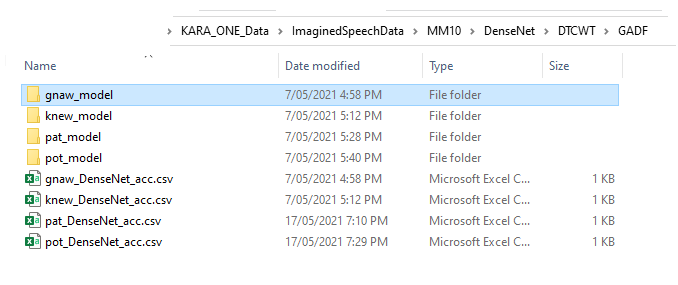 KARA_ONE_Data > ImaginedSpeechData > MM10 > DenseNet > DTCWT > GADF
Name Date modified Type Size
gnaw_model 7/05/2021 4:58 PM File folder
knew_model 7/05/2021 5:12 PM File folder
pat_model 7/05/2021 5:28 PM File folder
pot_model 7/05/2021 5:40 PM File folder
gnaw_DenseNet_acc.csv 7/05/2021 4:58 PM Microsoft Excel C... 1 KB
knew_DenseNet_acc.csv 7/05/2021 5:12 PM Microsoft Excel C... 1 KB
pat_DenseNet_acc.csv 17/05/2021 7:10 PM Microsoft Excel C... 1 KB
pot_DenseNet_acc.csv 17/05/2021 7:29 PM Microsoft Excel C... 1 KB